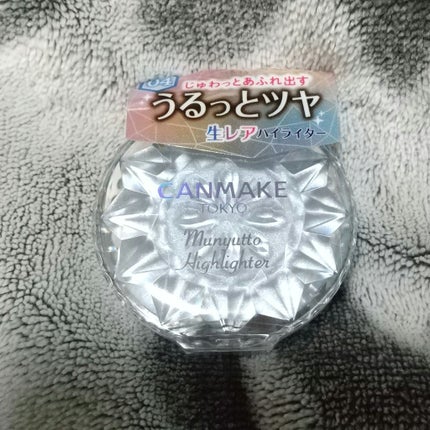 04
じゅわっとあふれ出す
うるっとツヤ
生レアハイライター
CANMAKE
TOKYO
Munyutto
Highlighter